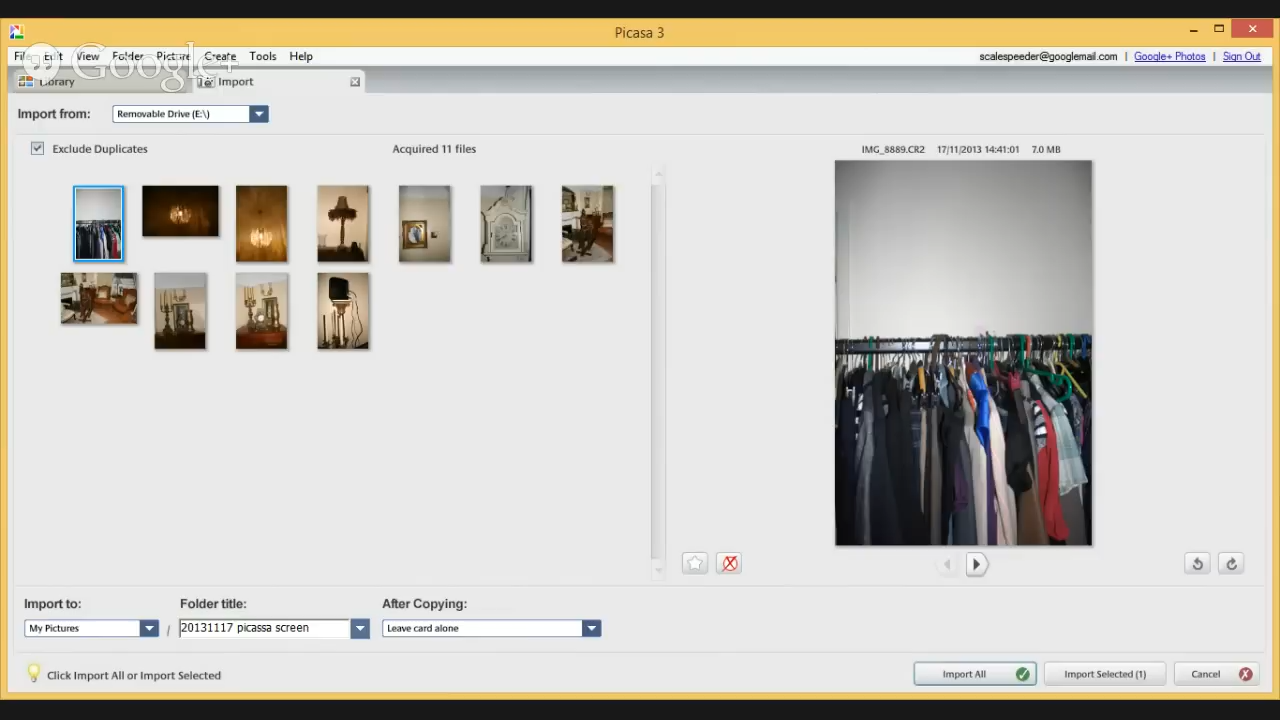 Picasa 3
File Edit View Folder Picture Create Tools Help
scalespeeder@googlemail.com | Google+ Photos | Sign Out
Google+
Library Import
Import from: Removable Drive (E:\)
Exclude Duplicates Acquired 11 files
IMG_8889.CR2 17/11/2013 14:41:01 7.0 MB
Import to: Folder title: After Copying:
My Pictures / 20131117 picassa screen Leave card alone
Click Import All or Import Selected
Import All Import Selected (1) Cancel